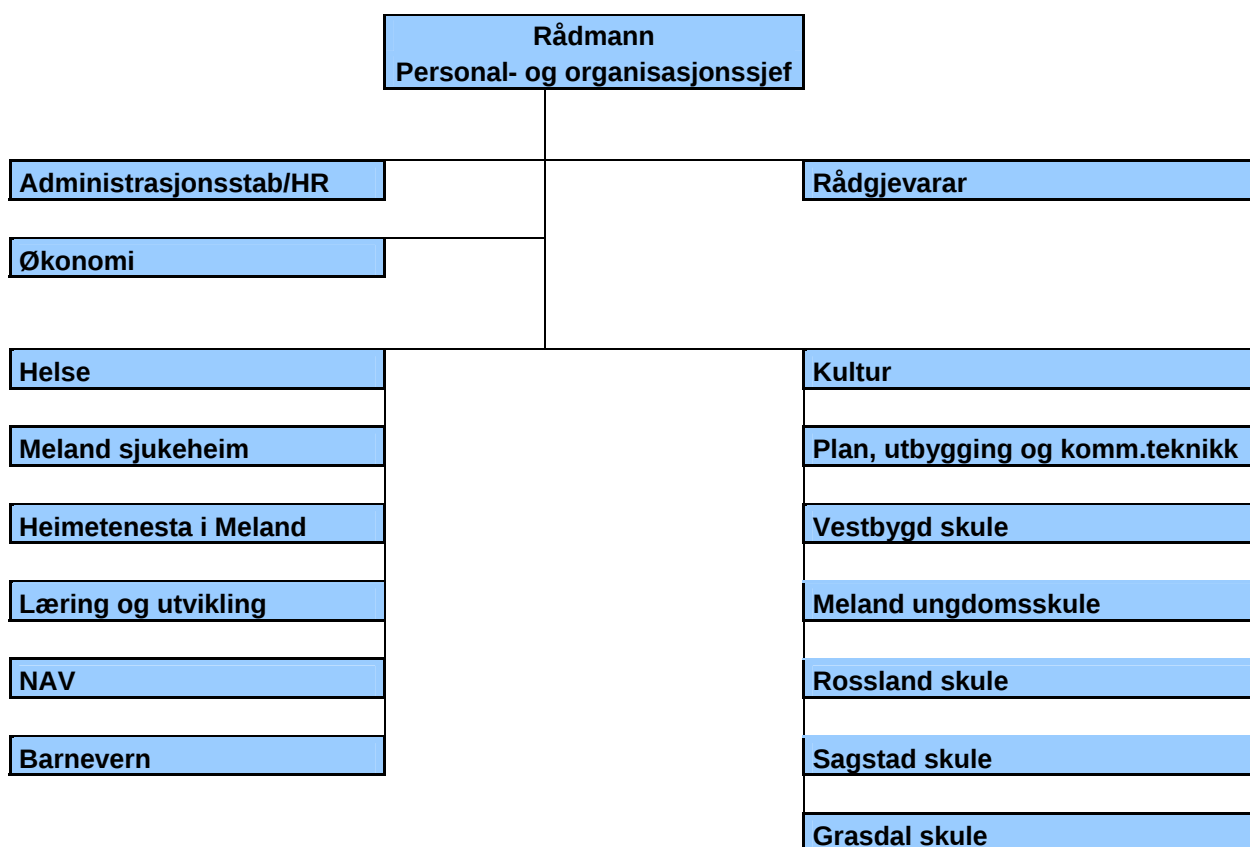 Rådmann
Personal- og organisasjonssjef
Administrasjonsstab/HR
Rådgjevarar
Økonomi
Helse
Kultur
Meland sjukeheim
Plan, utbygging og komm.teknikk
Heimetenesta i Meland
Vestbygd skule
Læring og utvikling
Meland ungdomsskule
NAV
Rossland skule
Barnevern
Sagstad skule
Grasdal skule